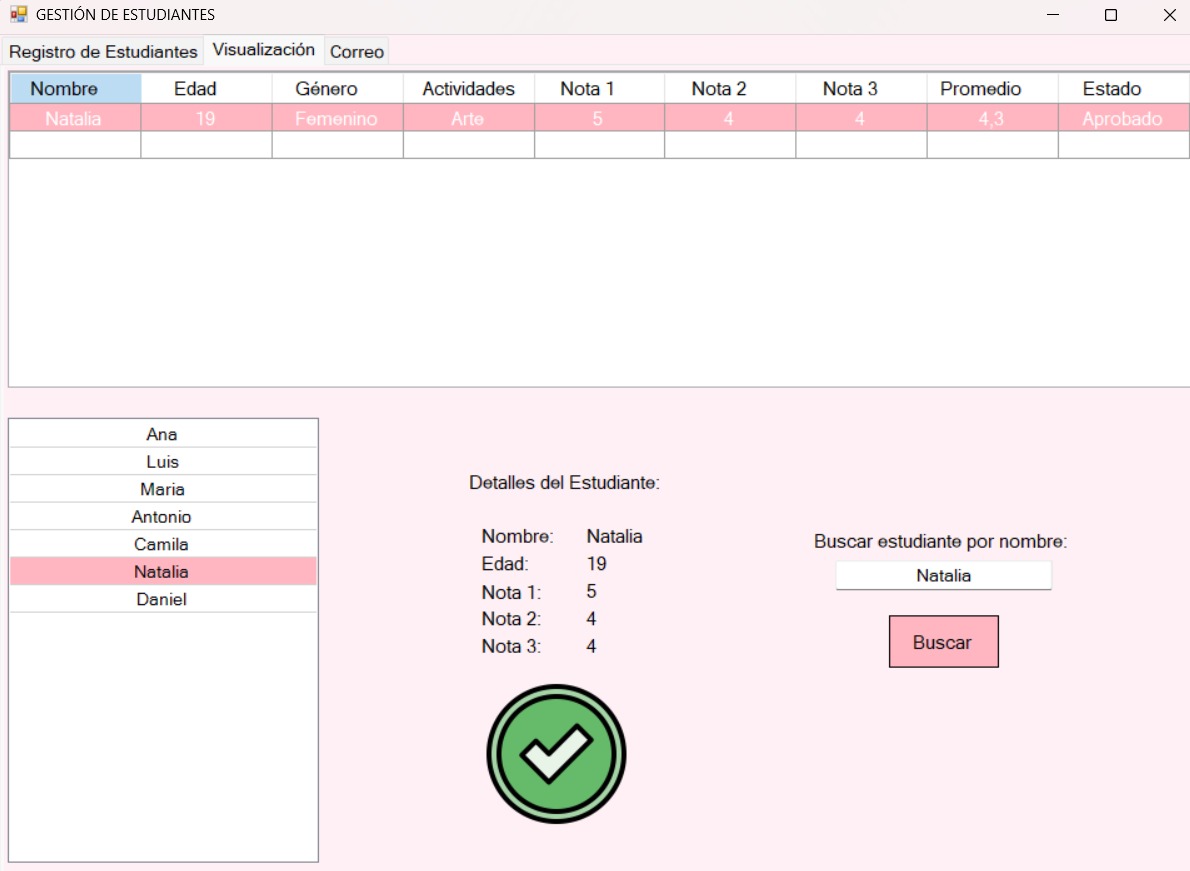 GESTIÓN DE ESTUDIANTES
Registro de Estudiantes Visualización Correo
Nombre Edad Género Actividades Nota 1 Nota 2 Nota 3 Promedio Estado
Natalia 19 Femenino Arte 5 4 4 4,3 Aprobado
Ana
Luis
Maria
Antonio
Camila
Natalia
Daniel
Detalles del Estudiante:
Nombre: Natalia
Edad: 19
Nota 1: 5
Nota 2: 4
Nota 3: 4
Buscar estudiante por nombre:
Natalia
Buscar